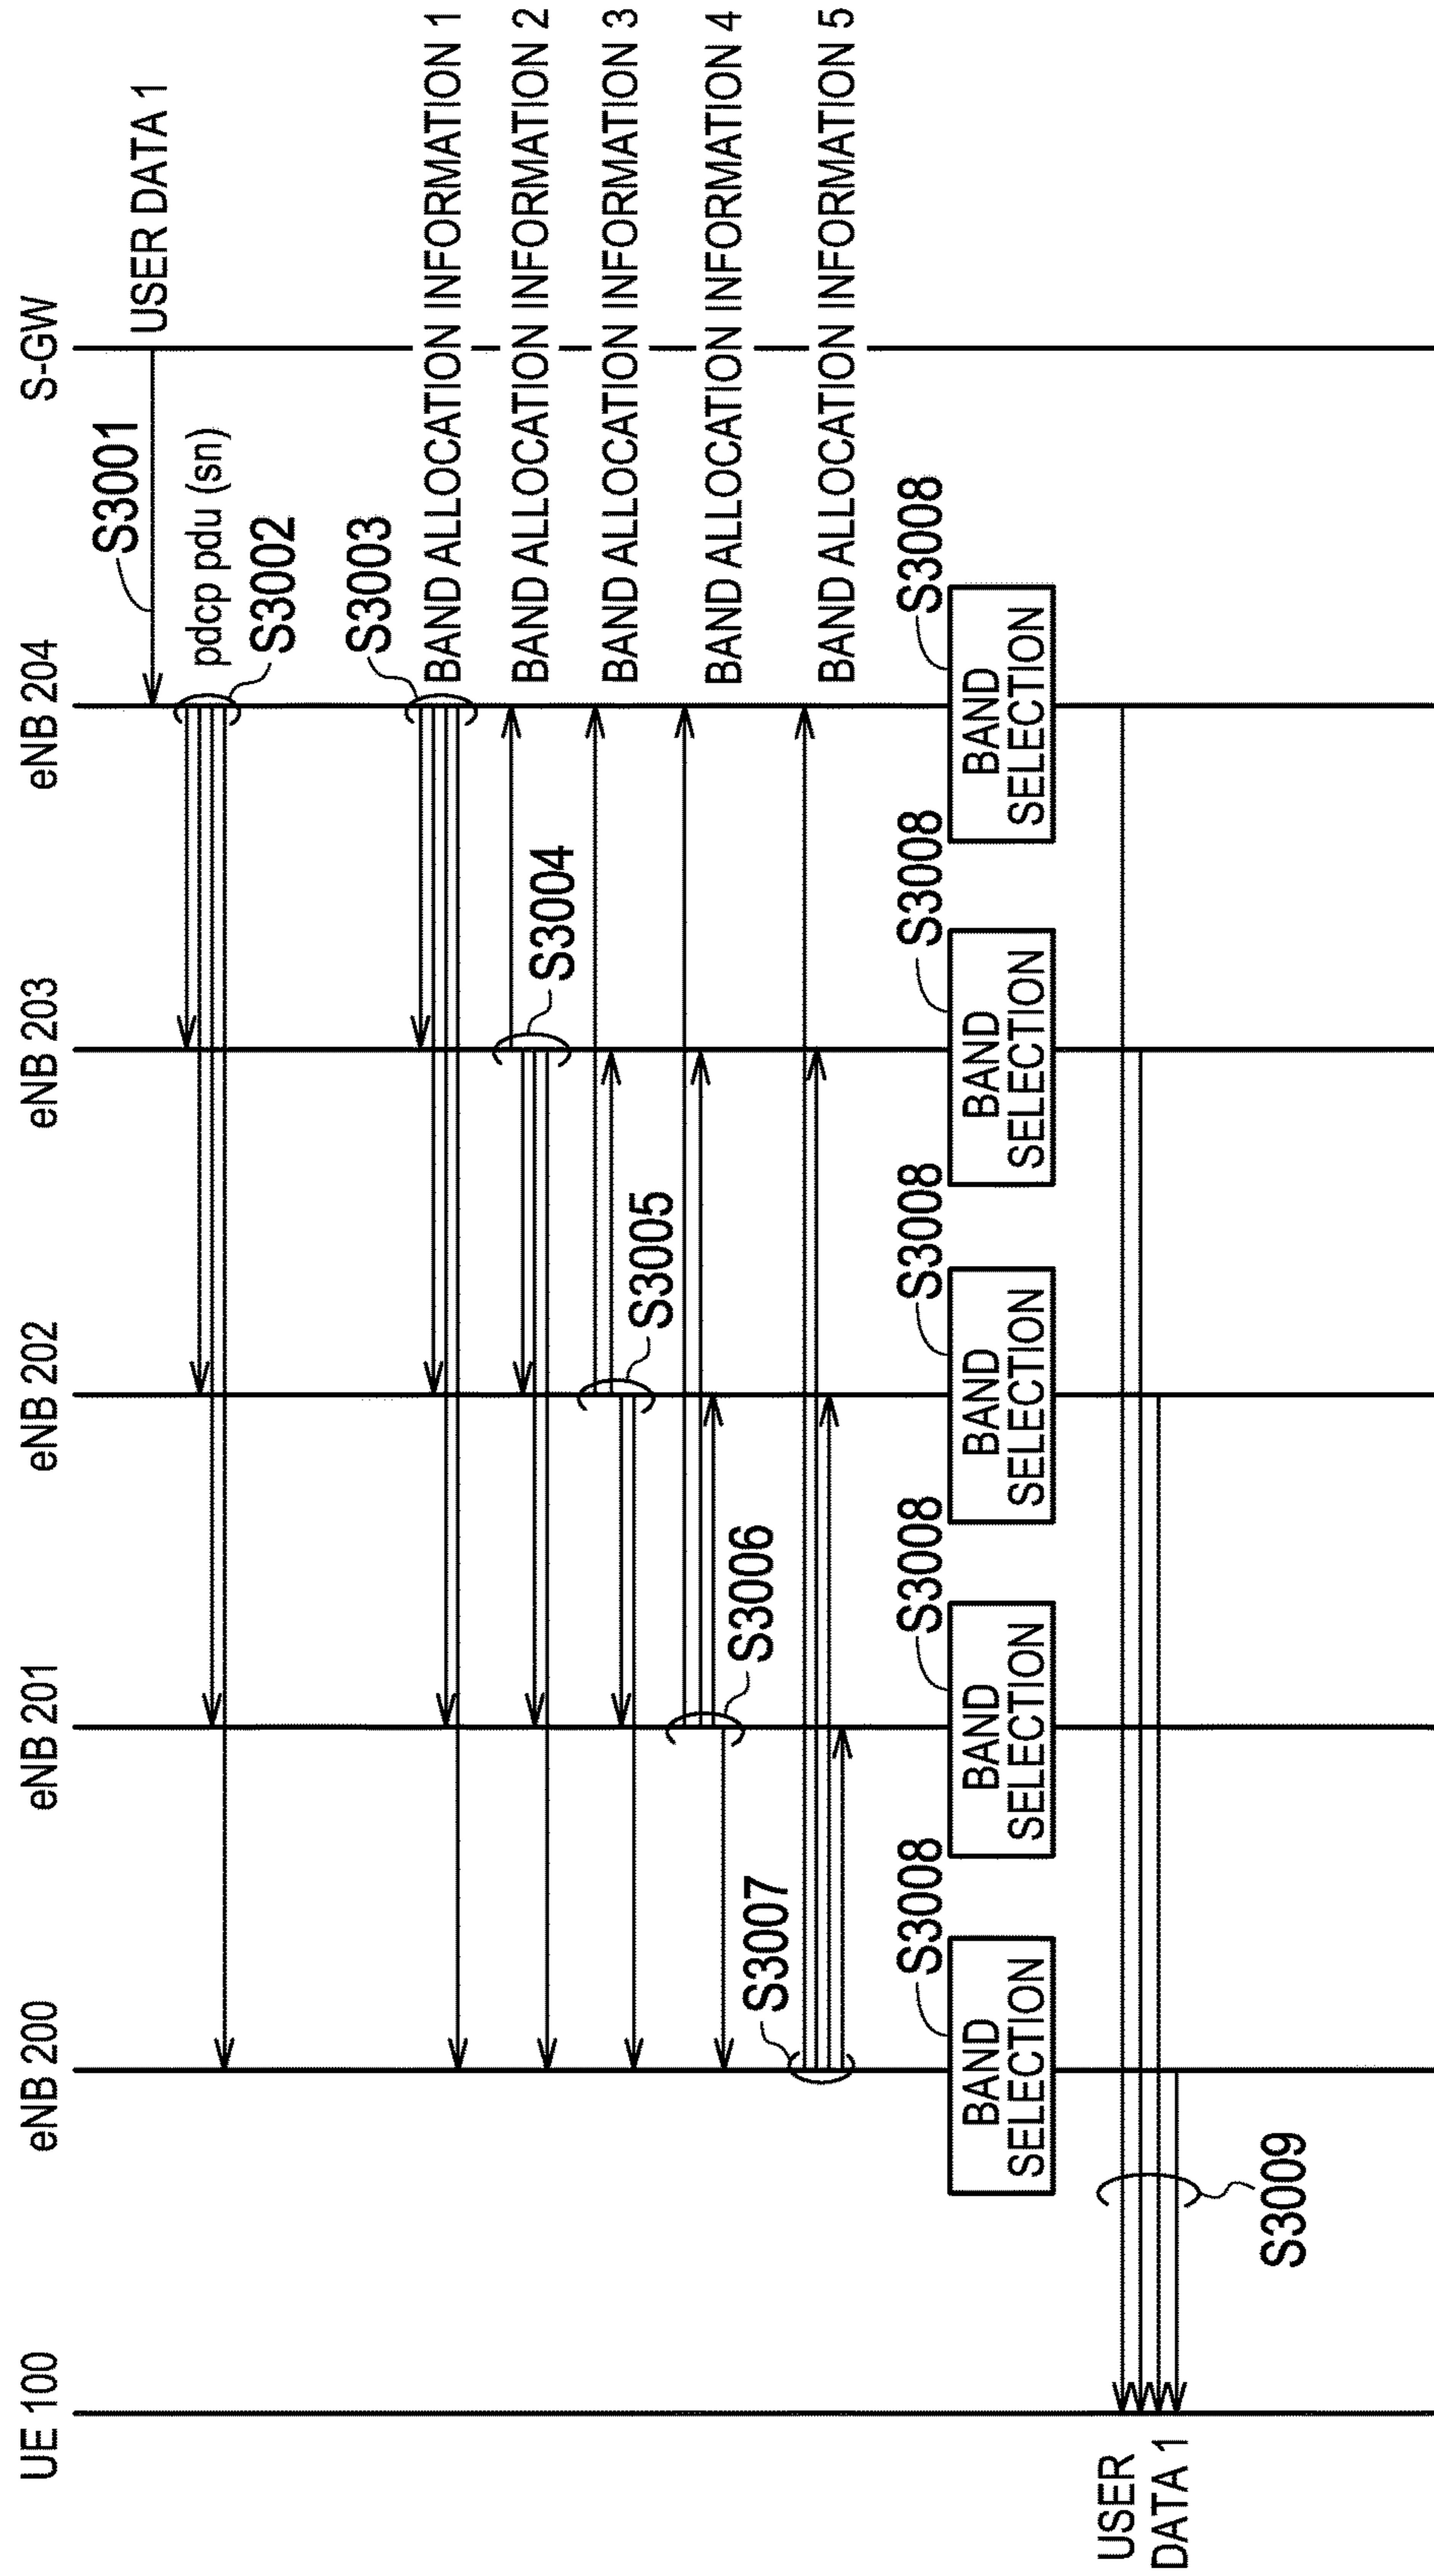 UE 100
eNB 200
eNB 201
eNB 202
eNB 203
eNB 204
S-GW
S3001
USER DATA 1
pdcp pdu (sn)
S3002
S3003
BAND ALLOCATION INFORMATION 1
S3004
BAND ALLOCATION INFORMATION 2
S3005
BAND ALLOCATION INFORMATION 3
S3006
BAND ALLOCATION INFORMATION 4
S3007
BAND ALLOCATION INFORMATION 5
S3008
S3008
S3008
S3008
S3008
BAND
SELECTION
BAND
SELECTION
BAND
SELECTION
BAND
SELECTION
BAND
SELECTION
USER
DATA 1
S3009